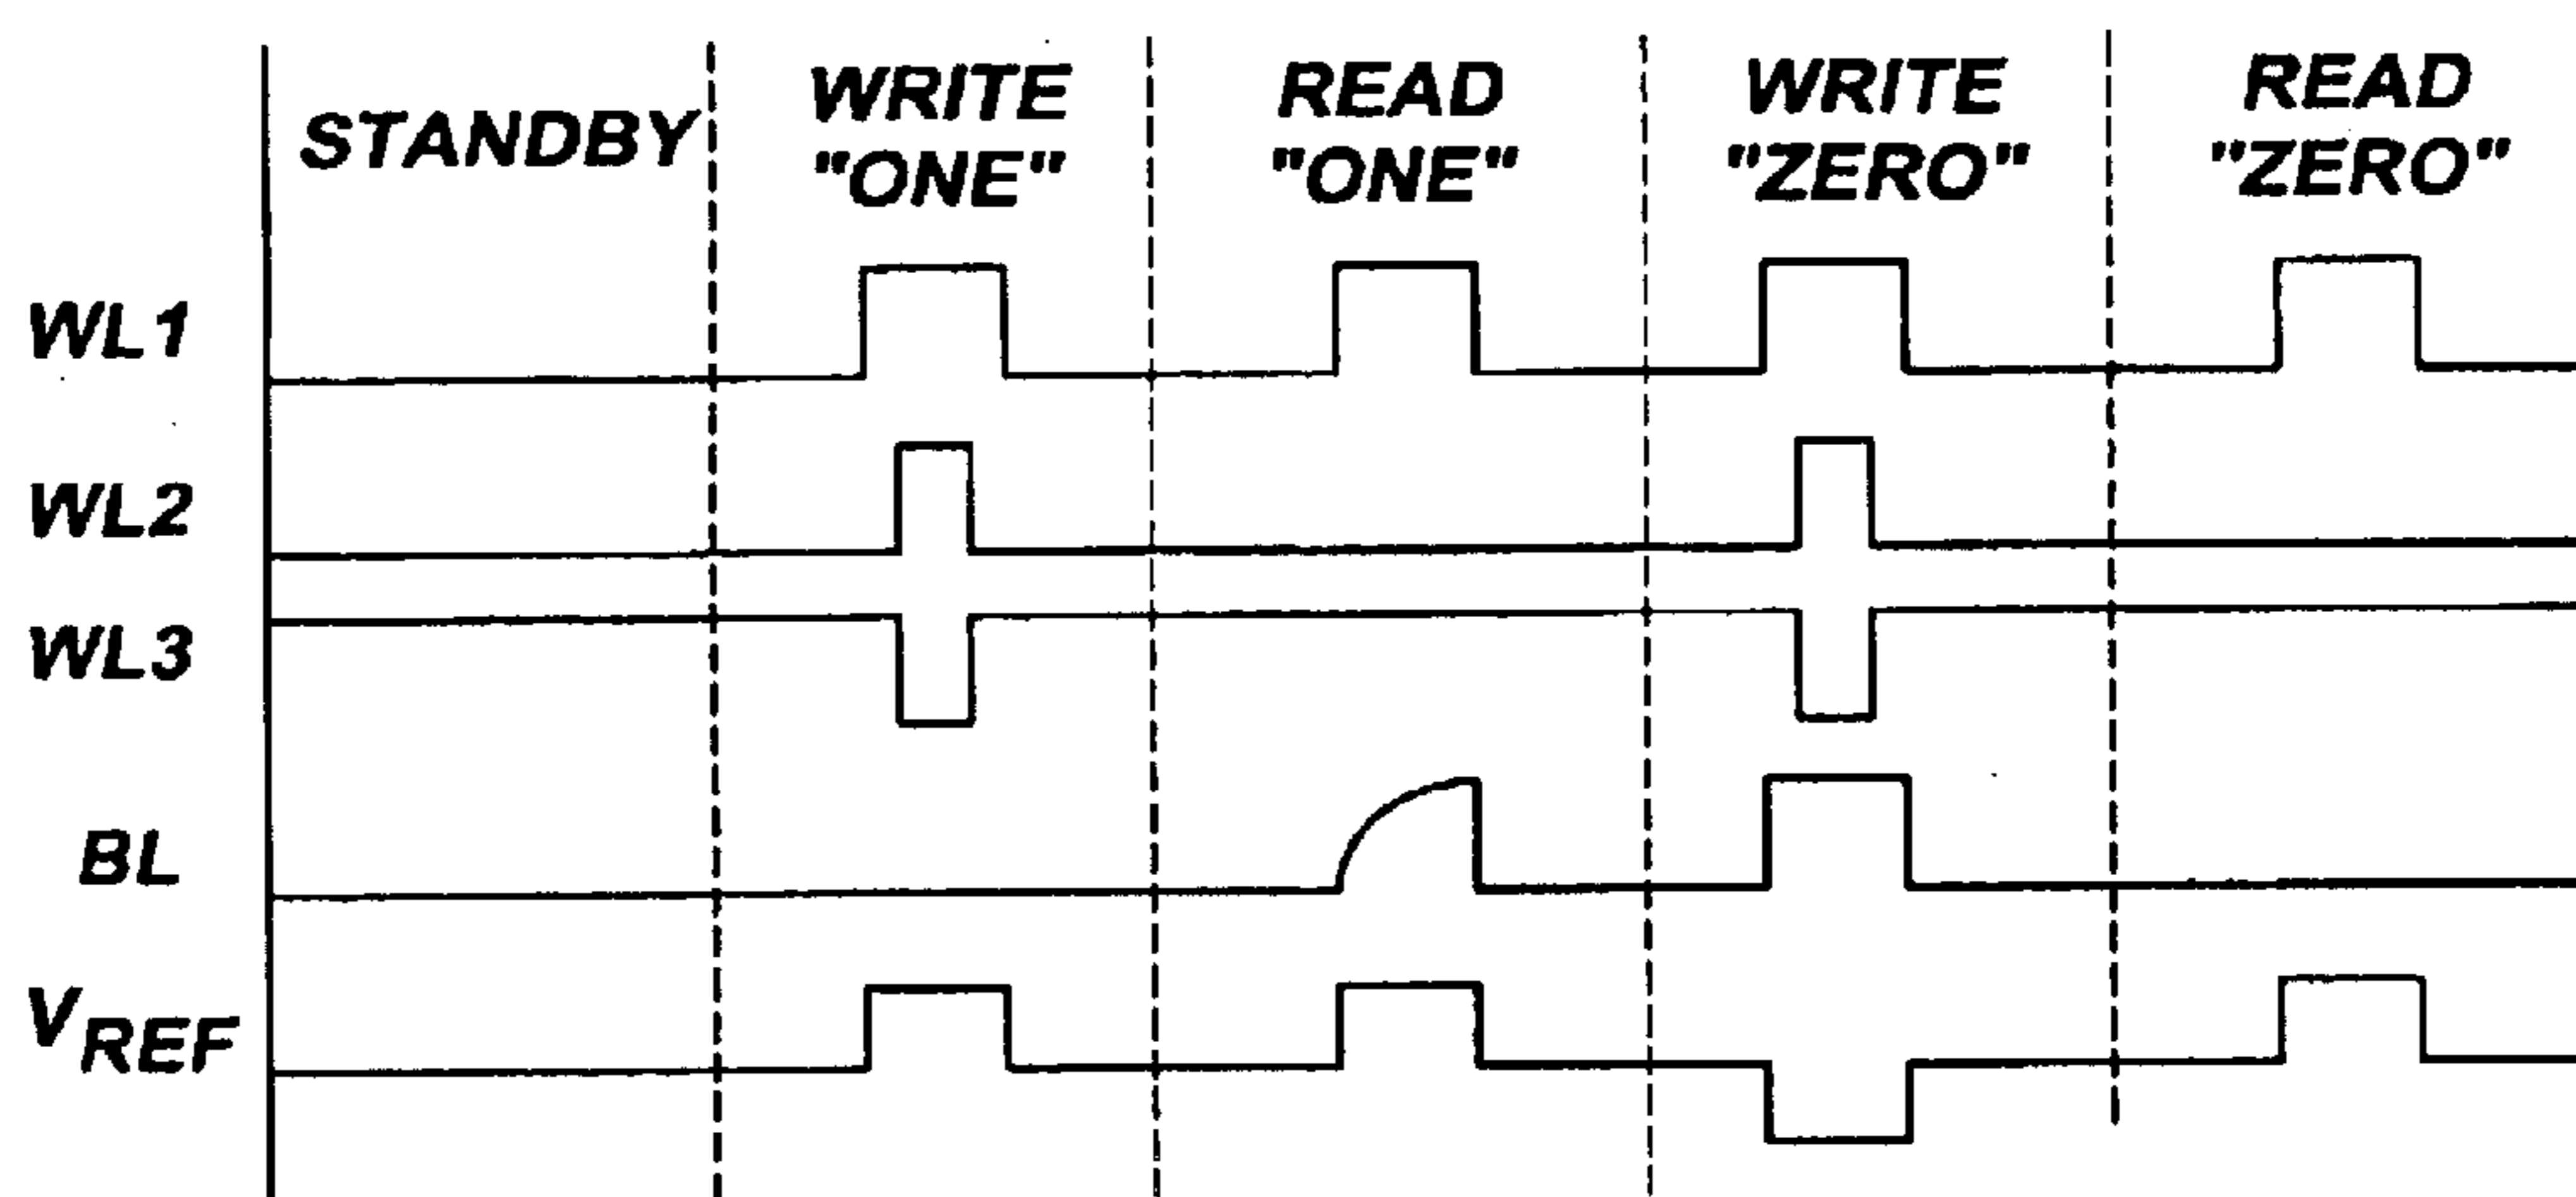 STANDBY
WRITE
"ONE"
READ
"ONE"
WRITE
"ZERO"
READ
"ZERO"
WL1
WL2
WL3
BL
VREF